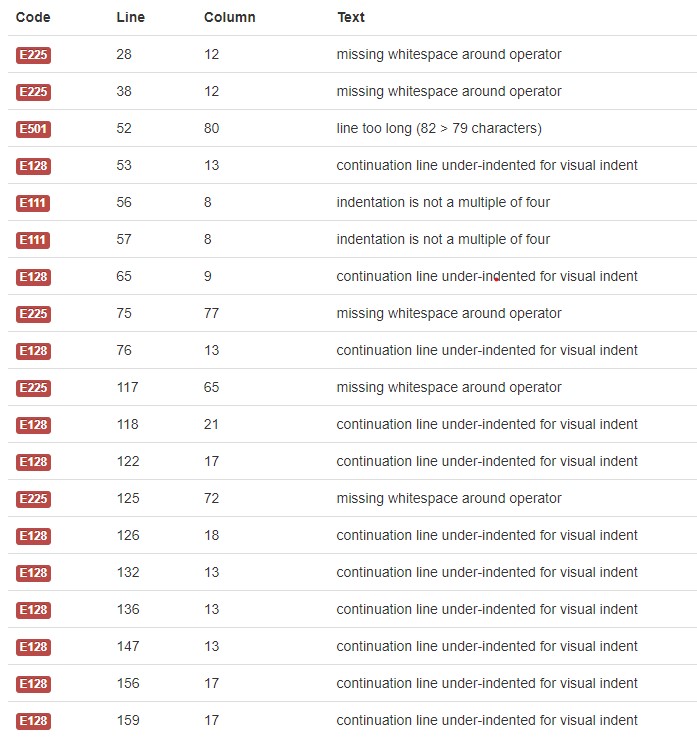 Code Line Column Text
E225 28 12 missing whitespace around operator
E225 38 12 missing whitespace around operator
E501 52 80 line too long (82 > 79 characters)
E128 53 13 continuation line under-indented for visual indent
E111 56 8 indentation is not a multiple of four
E111 57 8 indentation is not a multiple of four
E128 65 9 continuation line under-indented for visual indent
E225 75 77 missing whitespace around operator
E128 76 13 continuation line under-indented for visual indent
E225 117 65 missing whitespace around operator
E128 118 21 continuation line under-indented for visual indent
E128 122 17 continuation line under-indented for visual indent
E225 125 72 missing whitespace around operator
E128 126 18 continuation line under-indented for visual indent
E128 132 13 continuation line under-indented for visual indent
E128 136 13 continuation line under-indented for visual indent
E128 147 13 continuation line under-indented for visual indent
E128 156 17 continuation line under-indented for visual indent
E128 159 17 continuation line under-indented for visual indent